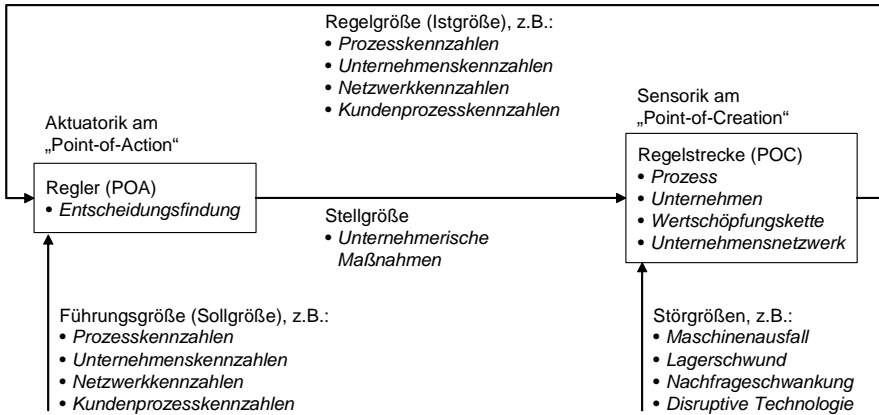 Regelgröße (Istgröße), z.B.:
• Prozesskennzahlen
• Unternehmenskennzahlen
• Netzwerkkennzahlen
• Kundenprozesskennzahlen
Aktuatorik am
„Point-of-Action“
Sensorik am
„Point-of-Creation“
Regler (POA)
• Entscheidungsfindung
Regelstrecke (POC)
• Prozess
• Unternehmen
• Wertschöpfungskette
• Unternehmensnetzwerk
Stellgröße
• Unternehmerische
Maßnahmen
Führungsgröße (Sollgröße), z.B.:
• Prozesskennzahlen
• Unternehmenskennzahlen
• Netzwerkkennzahlen
• Kundenprozesskennzahlen
Störgrößen, z.B.:
• Maschinenausfall
• Lagerschwund
• Nachfrageschwankung
• Disruptive Technologie